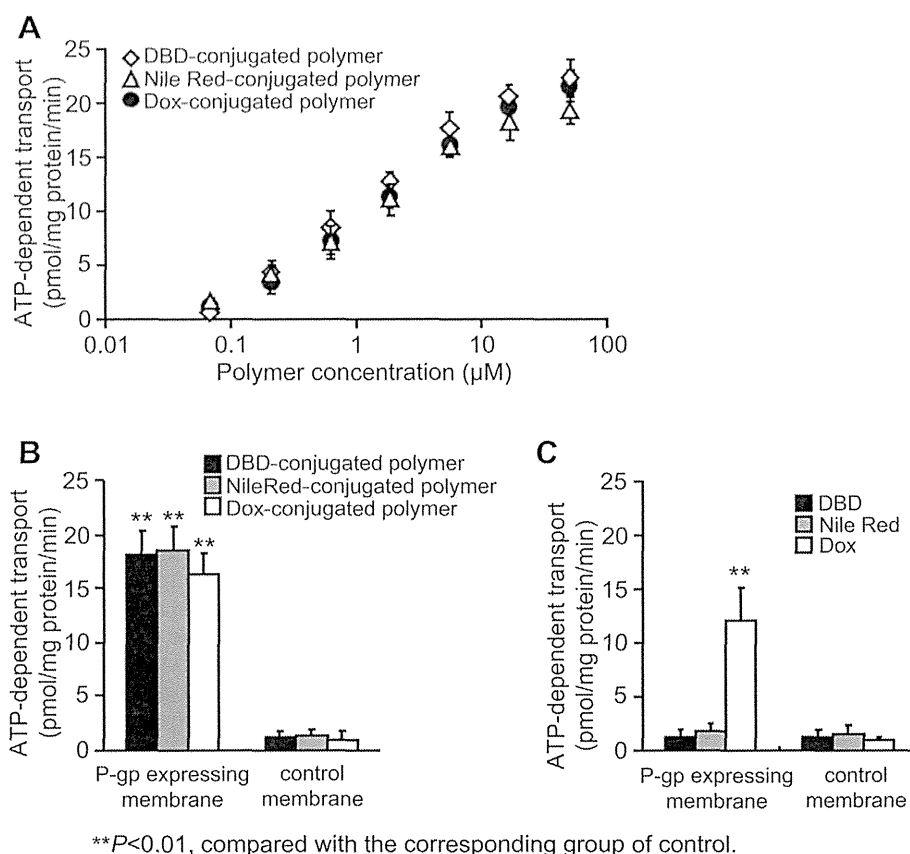 A
DBD-conjugated polymer
Nile Red-conjugated polymer
Dox-conjugated polymer
ATP-dependent transport
(pmol/mg protein/min)
25
20
15
10
5
0
0.01
0.1
1
10
100
Polymer concentration (μM)
B
DBD-conjugated polymer
NileRed-conjugated polymer
Dox-conjugated polymer
ATP-dependent transport
(pmol/mg protein/min)
25
20
15
10
5
0
** ** **
P-gp expressing
membrane
control
membrane
C
DBD
Nile Red
Dox
ATP-dependent transport
(pmol/mg protein/min)
25
20
15
10
5
0
**
P-gp expressing
membrane
control
membrane
**P<0.01, compared with the corresponding group of control.